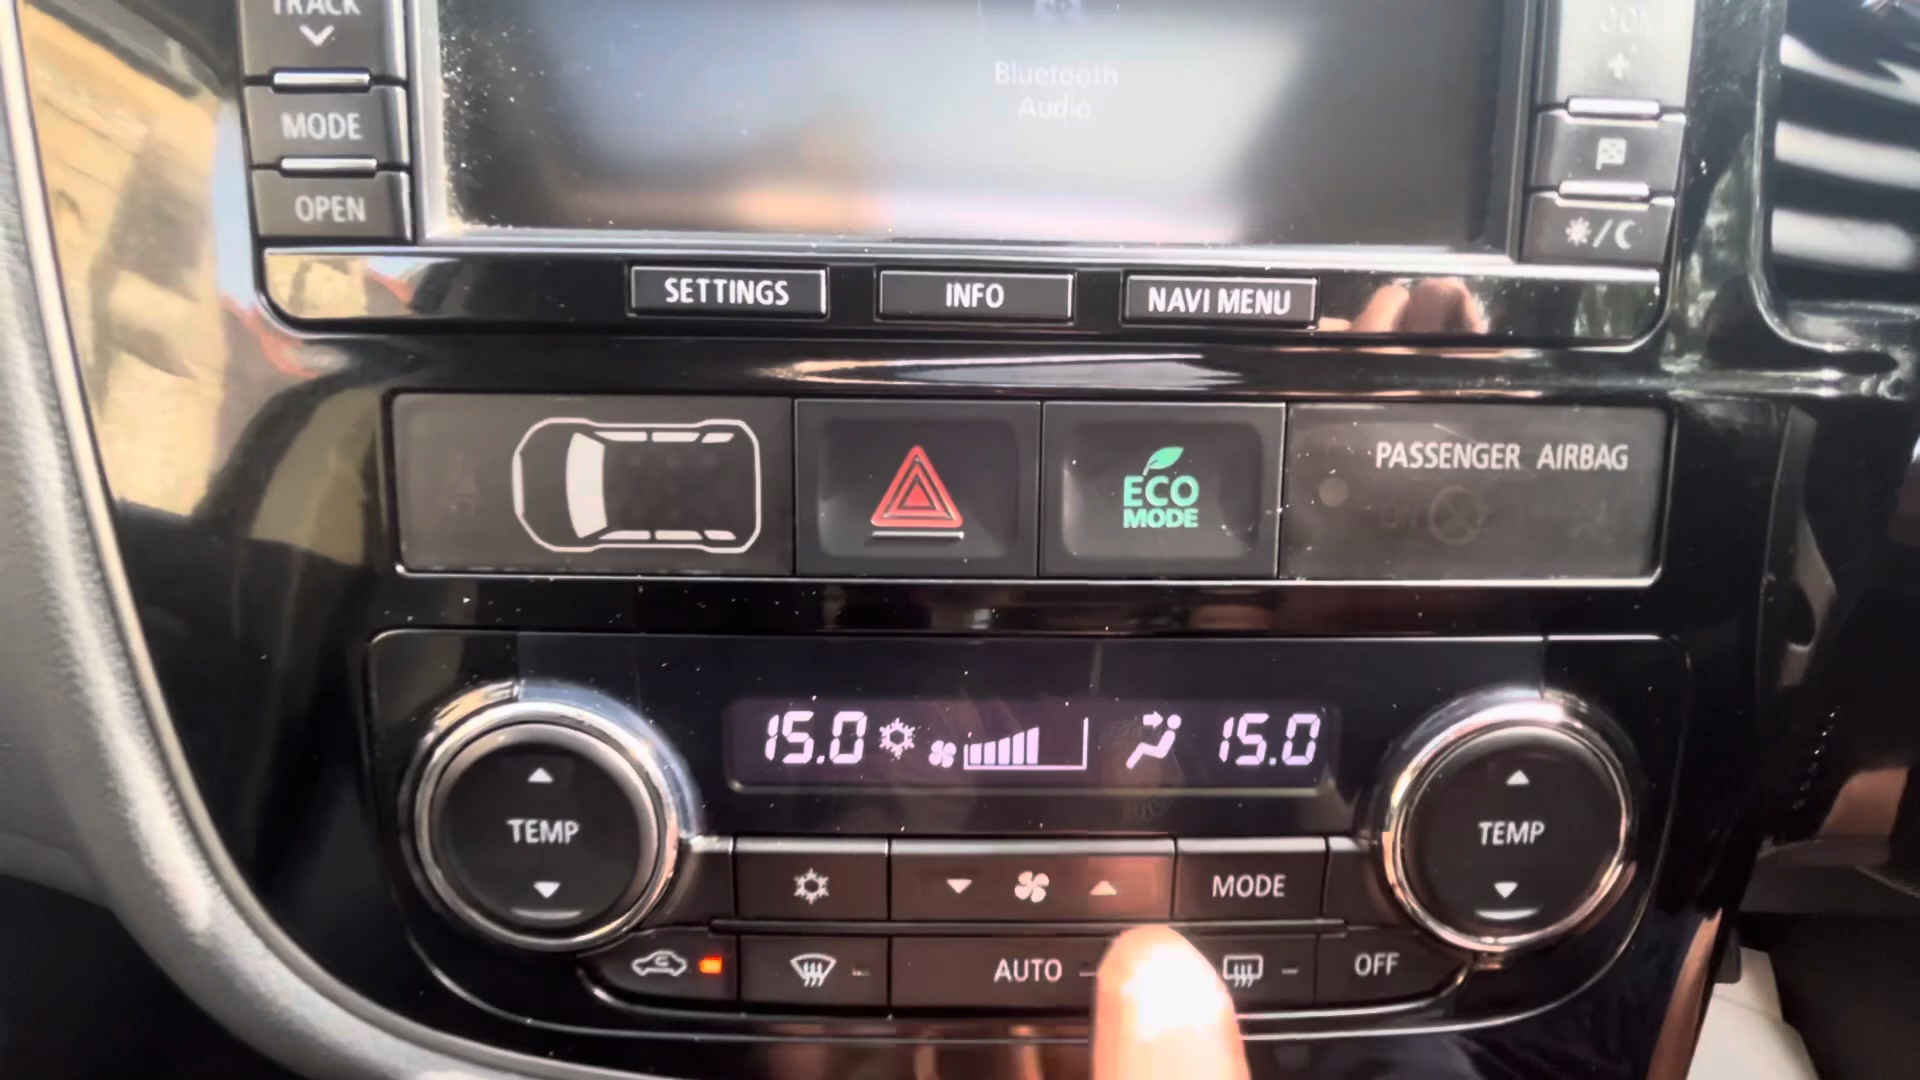 TRACK
MODE
OPEN
Bluetooth
Audio
SETTINGS
INFO
NAVI MENU
ECO
MODE
PASSENGER AIRBAG
15.0
15.0
TEMP
TEMP
MODE
AUTO
OFF